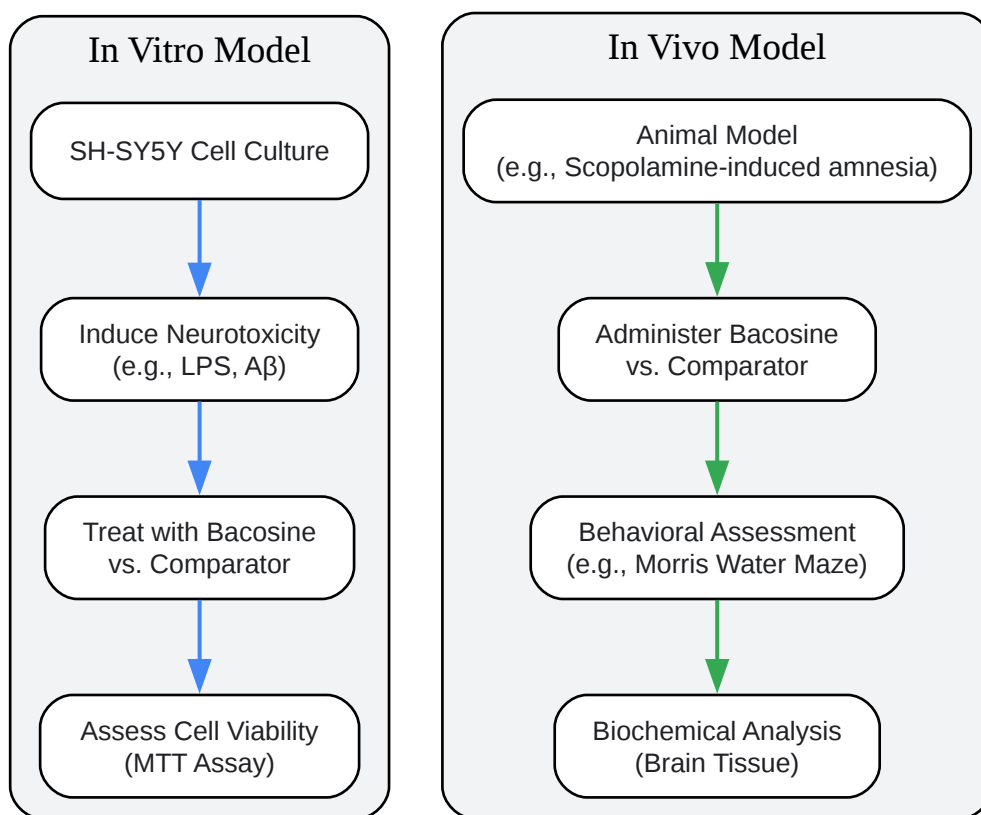 In Vitro Model
SH-SY5Y Cell Culture
Induce Neurotoxicity
(e.g., LPS, Aβ)
Treat with Bacosine
vs. Comparator
Assess Cell Viability
(MTT Assay)
In Vivo Model
Animal Model
(e.g., Scopolamine-induced amnesia)
Administer Bacosine
vs. Comparator
Behavioral Assessment
(e.g., Morris Water Maze)
Biochemical Analysis
(Brain Tissue)